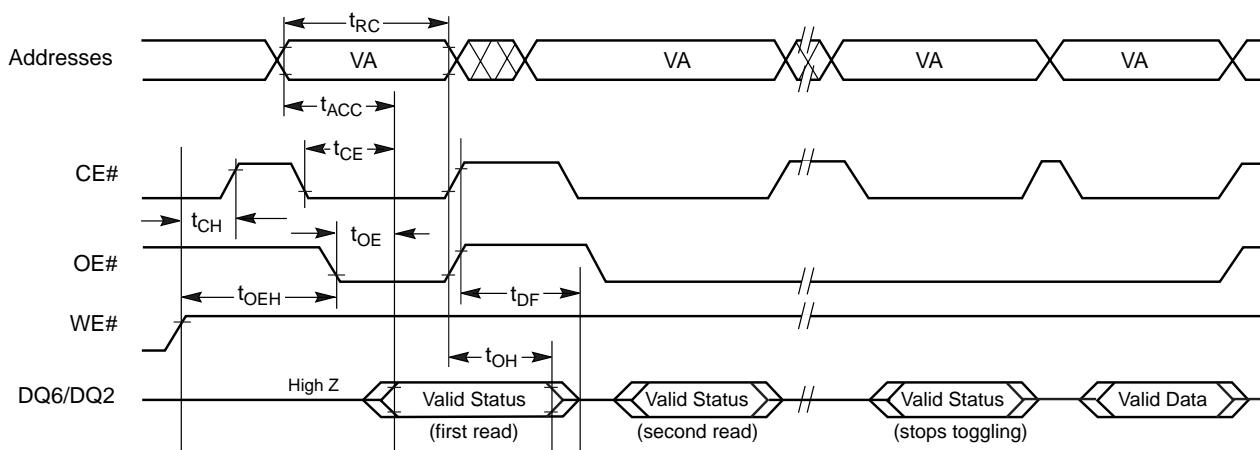 tRC
Addresses
VA
VA
VA
VA
tACC
tCE
CE#
tCH
tOE
OE#
tOEH
tDF
WE#
tOH
High Z
DQ6/DQ2
Valid Status
Valid Status
Valid Status
Valid Data
(first read)
(second read)
(stops toggling)